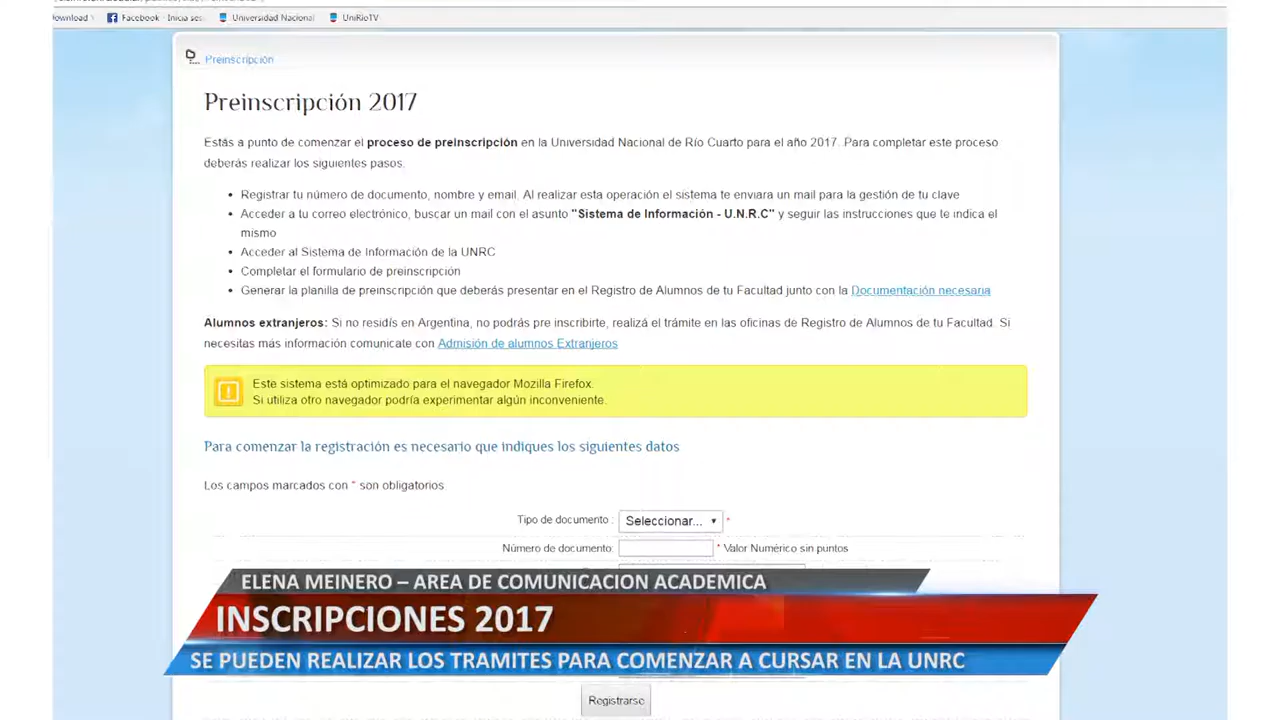 Download
Facebook - Inicia ses
Universidad Nacional
UniRioTV
Preinscripción
Preinscripción 2017
Estás a punto de comenzar el proceso de preinscripción en la Universidad Nacional de Río Cuarto para el año 2017. Para completar este proceso
deberás realizar los siguientes pasos.
• Registrar tu número de documento, nombre y email. Al realizar esta operación el sistema te enviara un mail para la gestión de tu clave
• Acceder a tu correo electrónico, buscar un mail con el asunto "Sistema de Información - U.N.R.C" y seguir las instrucciones que te indica el
mismo
• Acceder al Sistema de Información de la UNRC
• Completar el formulario de preinscripción
• Generar la planilla de preinscripción que deberás presentar en el Registro de Alumnos de tu Facultad junto con la Documentación necesaria
Alumnos extranjeros: Si no residís en Argentina, no podrás pre inscribirte, realizá el trámite en las oficinas de Registro de Alumnos de tu Facultad. Si
necesitas más información comunicate con Admisión de alumnos Extranjeros
Este sistema está optimizado para el navegador Mozilla Firefox.
Si utiliza otro navegador podría experimentar algún inconveniente.
Para comenzar la registración es necesario que indiques los siguientes datos
Los campos marcados con * son obligatorios
Tipo de documento : Seleccionar... *
Número de documento: * Valor Numérico sin puntos
ELENA MEINERO – AREA DE COMUNICACION ACADEMICA
INSCRIPCIONES 2017
SE PUEDEN REALIZAR LOS TRAMITES PARA COMENZAR A CURSAR EN LA UNRC
Registrarse